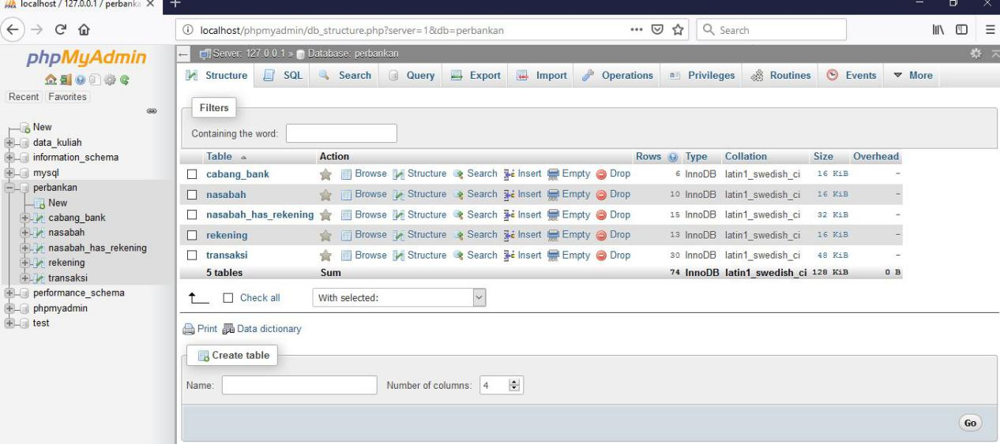 localhost / 127.0.0.1 / perbanka
localhost/phpmyadmin/db_structure.php?server=1&db=perbankan
Search
phpMyAdmin
Recent Favorites
New
data_kuliah
information_schema
mysql
perbankan
New
cabang_bank
nasabah
nasabah_has_rekening
rekening
transaksi
performance_schema
phpmyadmin
test
Server: 127.0.0.1 » Database: perbankan
Structure SQL Search Query Export Import Operations Privileges Routines Events More
Filters
Containing the word:
Table Action Rows Type Collation Size Overhead
cabang_bank Browse Structure Search Insert Empty Drop 6 InnoDB latin1_swedish_ci 16 KiB -
nasabah Browse Structure Search Insert Empty Drop 10 InnoDB latin1_swedish_ci 16 KiB -
nasabah_has_rekening Browse Structure Search Insert Empty Drop 15 InnoDB latin1_swedish_ci 32 KiB -
rekening Browse Structure Search Insert Empty Drop 13 InnoDB latin1_swedish_ci 16 KiB -
transaksi Browse Structure Search Insert Empty Drop 30 InnoDB latin1_swedish_ci 48 KiB -
5 tables Sum 74 InnoDB latin1_swedish_ci 128 KiB 0 B
Check all With selected:
Print Data dictionary
Create table
Name: Number of columns: 4
Go